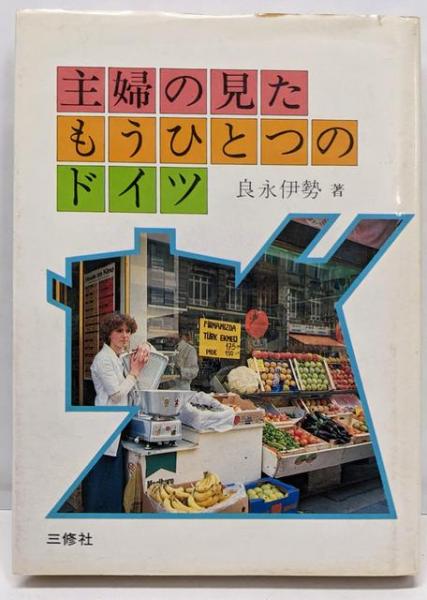 主婦の見た
もうひとつの
ドイツ
良永伊勢 著
FIRINIMIZDA
TÜRK EKMEĞİ
三修社